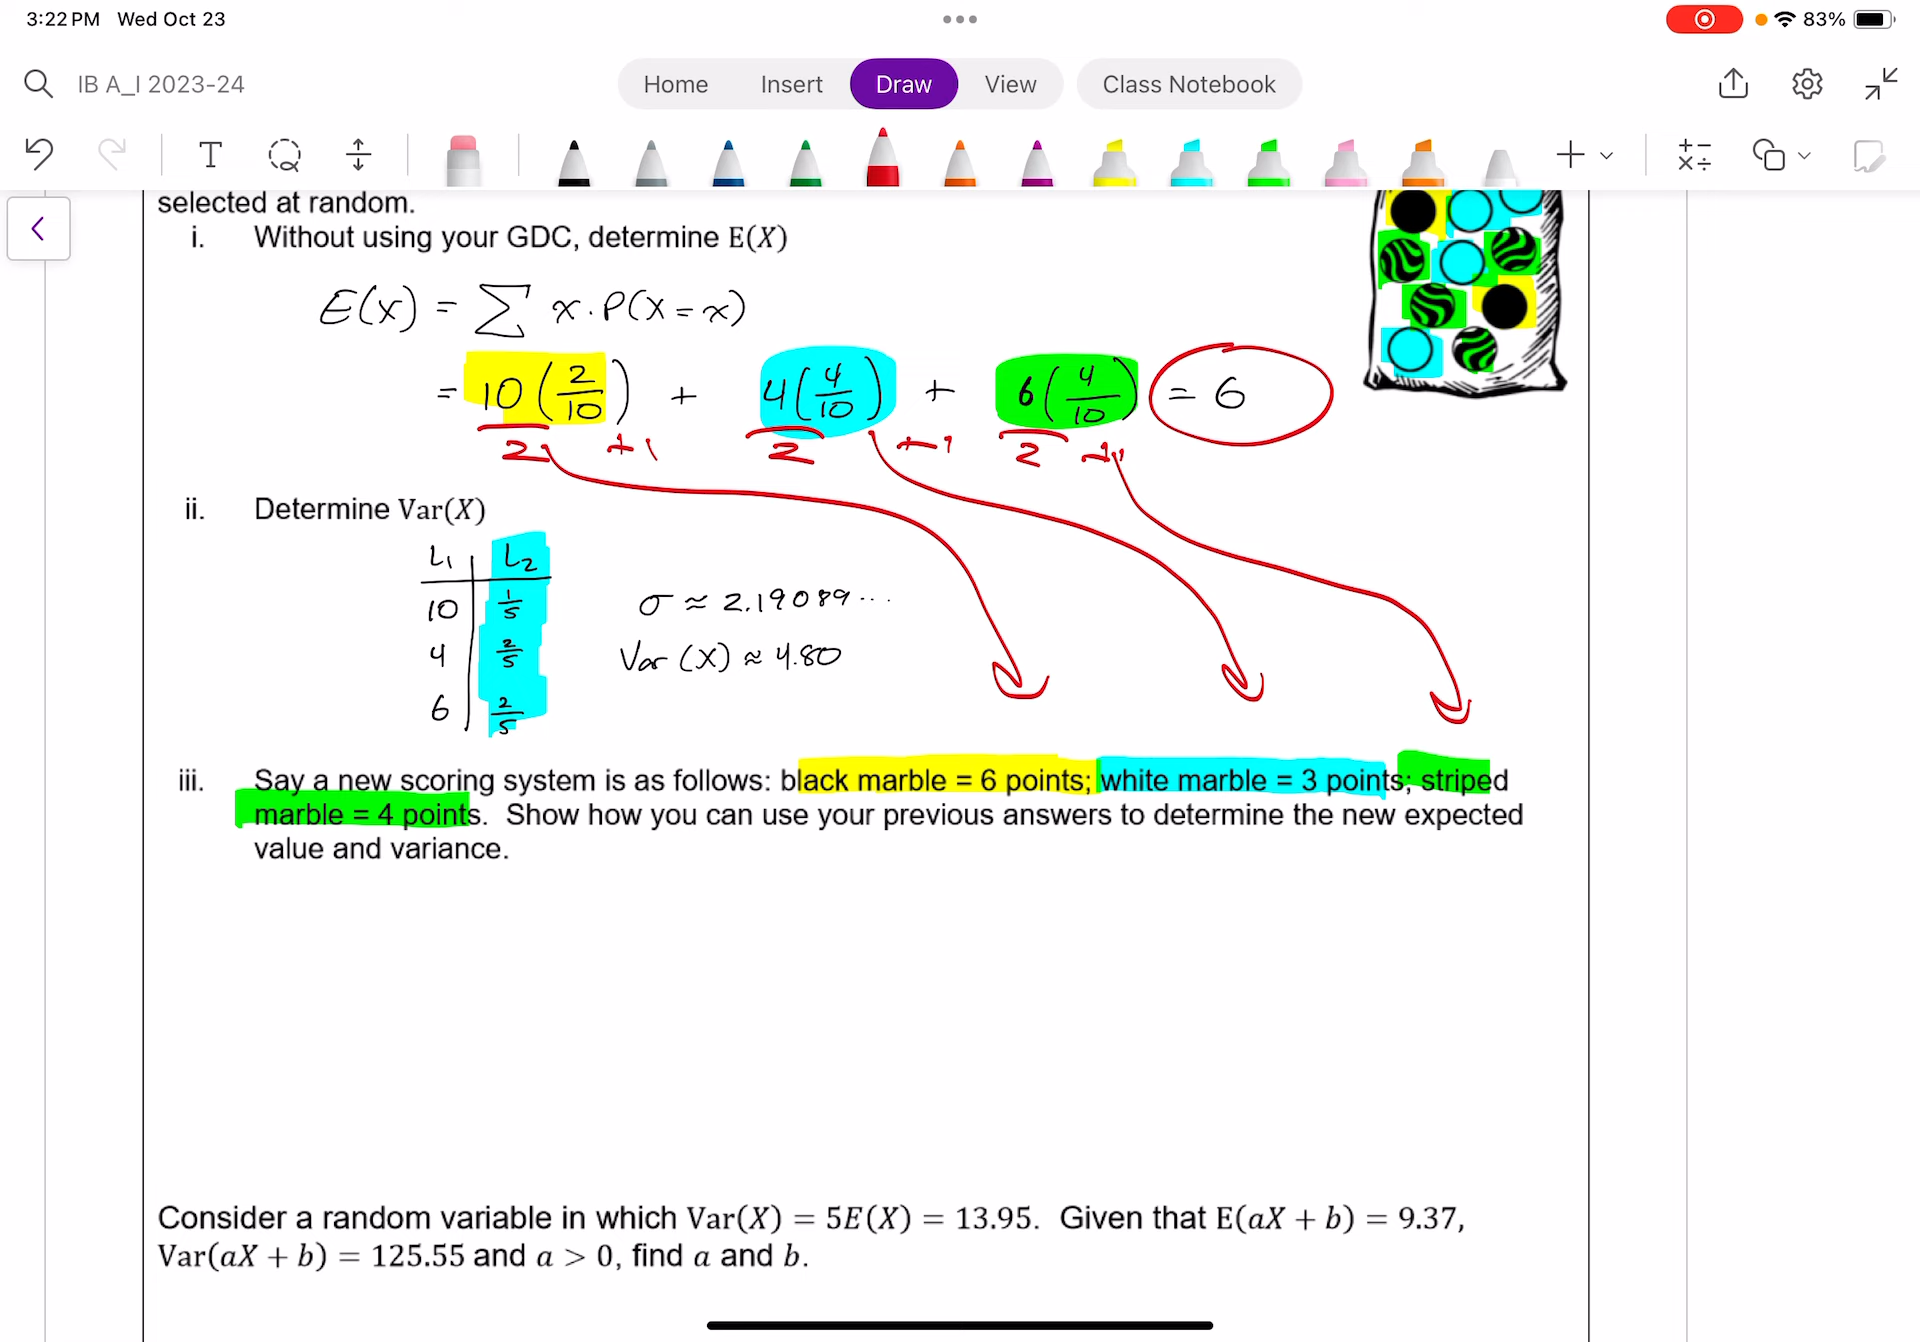 3:22 PM Wed Oct 23
83%
IB A_I 2023-24
Home Insert Draw View Class Notebook
selected at random.
i. Without using your GDC, determine E(X)
E(x) = ∑ x · P(X = x)
= 10 (2/10) + 4 (4/10) + 6 (4/10) = 6
2 +1 2 +1 2 +1
ii. Determine Var(X)
L1 | L2
10 | 1/5
4 | 2/5
6 | 2/5
σ ≈ 2.19089...
Var (X) ≈ 4.80
iii. Say a new scoring system is as follows: black marble = 6 points; white marble = 3 points; striped
marble = 4 points. Show how you can use your previous answers to determine the new expected
value and variance.
Consider a random variable in which Var(X) = 5E(X) = 13.95. Given that E(aX + b) = 9.37,
Var(aX + b) = 125.55 and a > 0, find a and b.